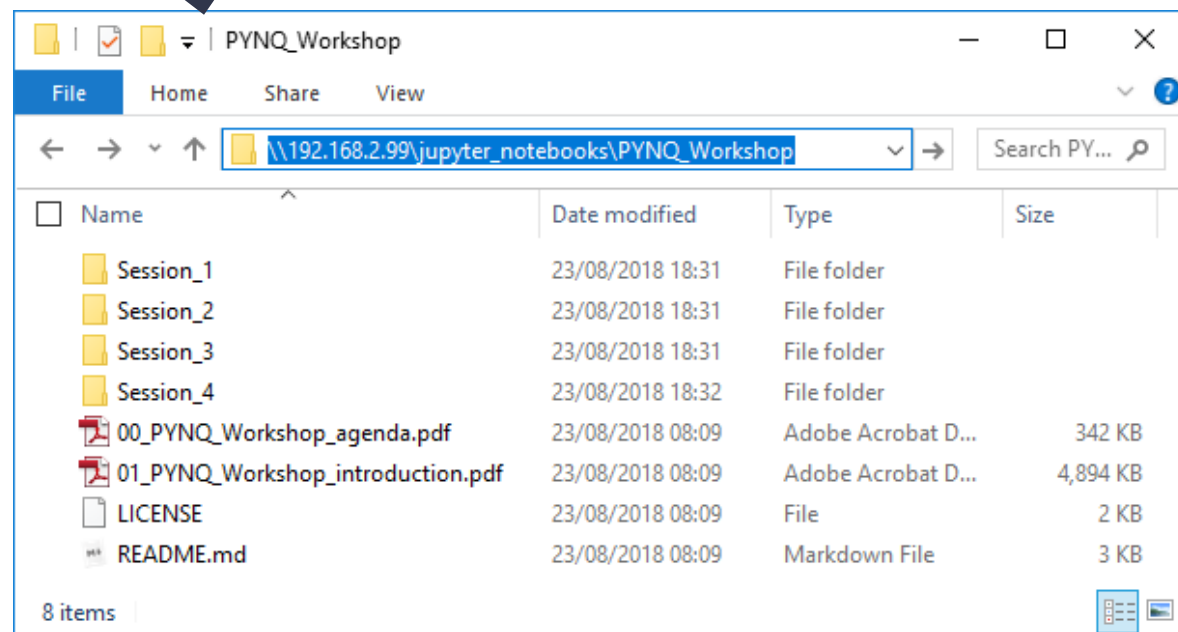 PYNQ_Workshop
File Home Share View
\\192.168.2.99\jupyter_notebooks\PYNQ_Workshop Search PY...
Name Date modified Type Size
Session_1 23/08/2018 18:31 File folder
Session_2 23/08/2018 18:31 File folder
Session_3 23/08/2018 18:31 File folder
Session_4 23/08/2018 18:32 File folder
00_PYNQ_Workshop_agenda.pdf 23/08/2018 08:09 Adobe Acrobat D... 342 KB
01_PYNQ_Workshop_introduction.pdf 23/08/2018 08:09 Adobe Acrobat D... 4,894 KB
LICENSE 23/08/2018 08:09 File 2 KB
README.md 23/08/2018 08:09 Markdown File 3 KB
8 items